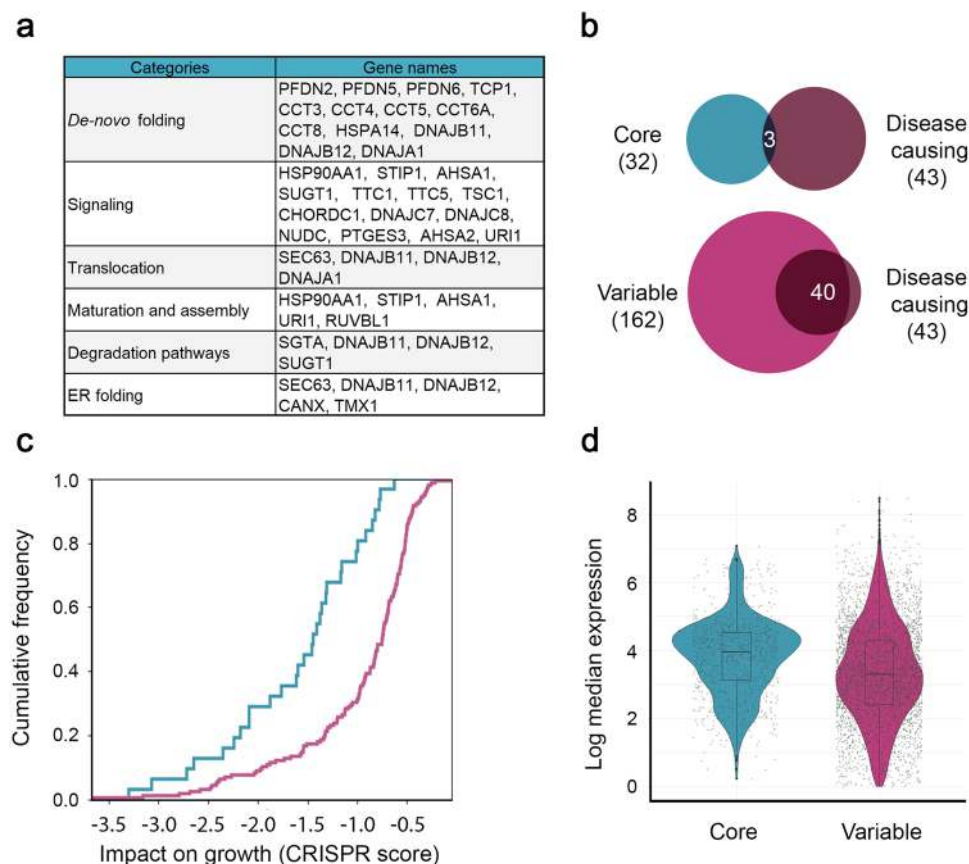 a
Categories Gene names
De-novo folding
PFDN2, PFDN5, PFDN6, TCP1,
CCT3, CCT4, CCT5, CCT6A,
CCT8, HSPA14, DNAJB11,
DNAJB12, DNAJA1
Signaling
HSP90AA1, STIP1, AHSA1,
SUGT1, TTC1, TTC5, TSC1,
CHORDC1, DNAJC7, DNAJC8,
NUDC, PTGES3, AHSA2, URI1
Translocation
SEC63, DNAJB11, DNAJB12,
DNAJA1
Maturation and assembly
HSP90AA1, STIP1, AHSA1,
URI1, RUVBL1
Degradation pathways
SGTA, DNAJB11, DNAJB12,
SUGT1
ER folding
SEC63, DNAJB11, DNAJB12,
CANX, TMX1
b
Core
(32)
3
Disease
causing
(43)
Variable
(162)
40
Disease
causing
(43)
c
Cumulative frequency
1.0
0.8
0.6
0.4
0.2
0.0
-3.5 -3.0 -2.5 -2.0 -1.5 -1.0 -0.5
Impact on growth (CRISPR score)
d
Log median expression
8
6
4
2
0
Core Variable